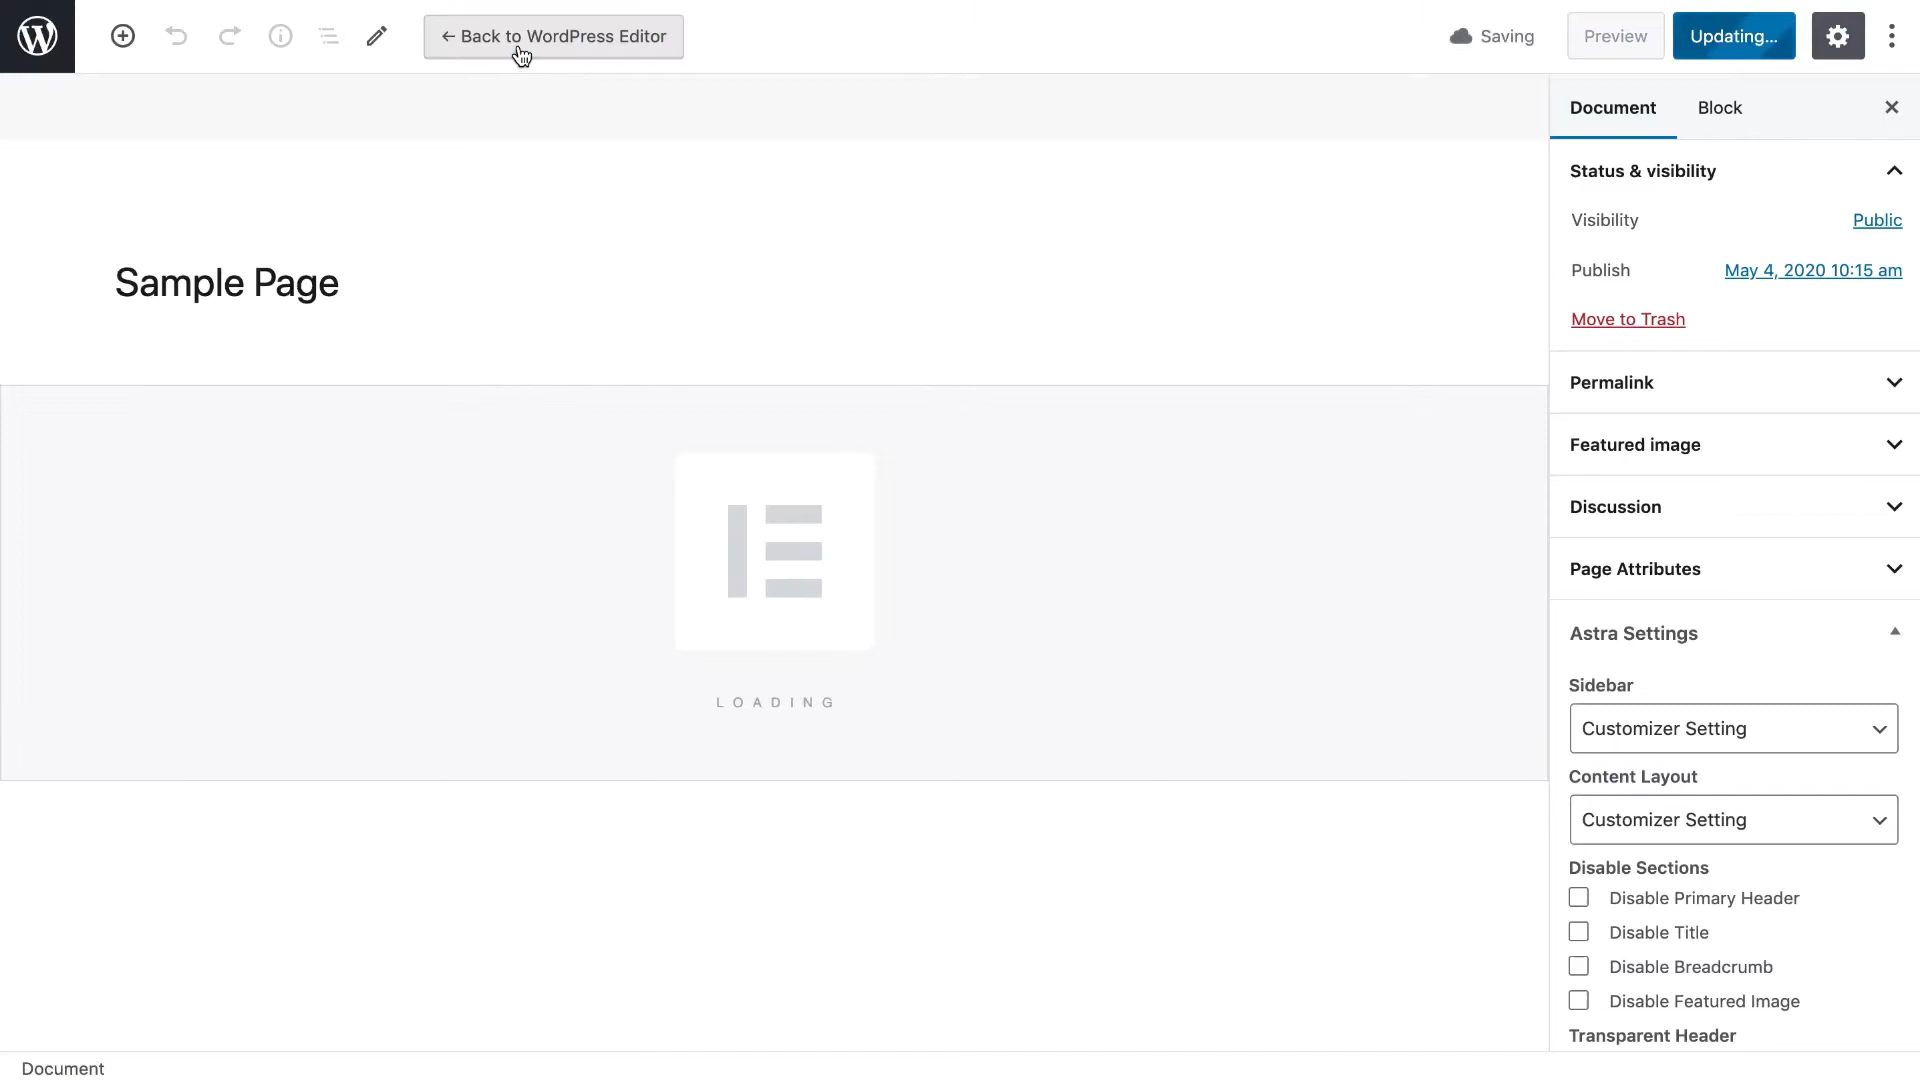 ← Back to WordPress Editor
Saving
Preview
Updating...
Document
Block
Status & visibility
Visibility
Public
Publish
May 4, 2020 10:15 am
Move to Trash
Sample Page
Permalink
Featured image
Discussion
Page Attributes
Astra Settings
Sidebar
Customizer Setting
LOADING
Content Layout
Customizer Setting
Disable Sections
Disable Primary Header
Disable Title
Disable Breadcrumb
Disable Featured Image
Transparent Header
Document